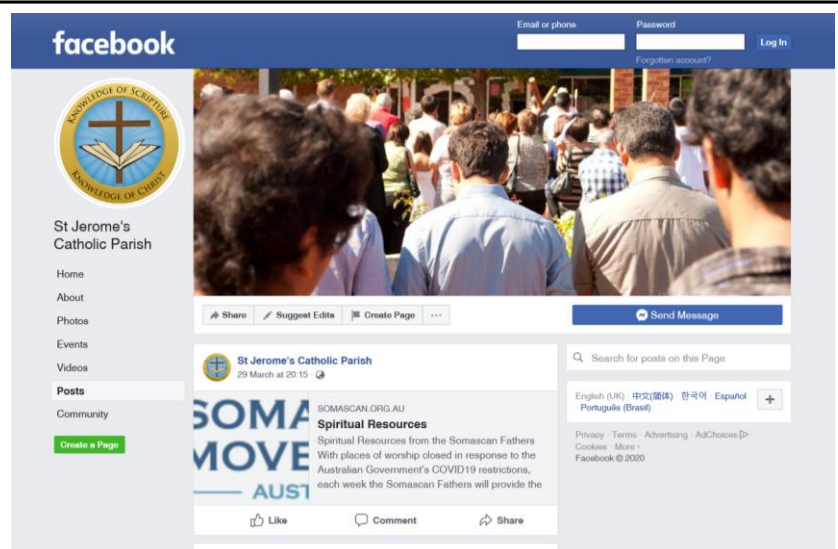 Email or phone
Password
facebook
Log In
Forgotten account?
KNOWLEDGE OF SCRIPTURE
KNOWLEDGE OF CHRIST
St Jerome's
Catholic Parish
Home
About
Photos
Events
Videos
Posts
Community
Create a Page
Share
Suggest Edits
Create Page
...
Send Message
St Jerome's Catholic Parish
29 March at 20:15 ·
SOMA
MOVE
AUST
SOMASCAN.ORG.AU
Spiritual Resources
Spiritual Resources from the Somascan Fathers
With places of worship closed in response to the
Australian Government's COVID19 restrictions,
each week the Somascan Fathers will provide the
Like
Comment
Share
Search for posts on this Page
English (UK) · 中文(简体) · 한국어 · Español
· Português (Brasil)
+
Privacy · Terms · Advertising · AdChoices ·
Cookies · More ·
Facebook © 2020